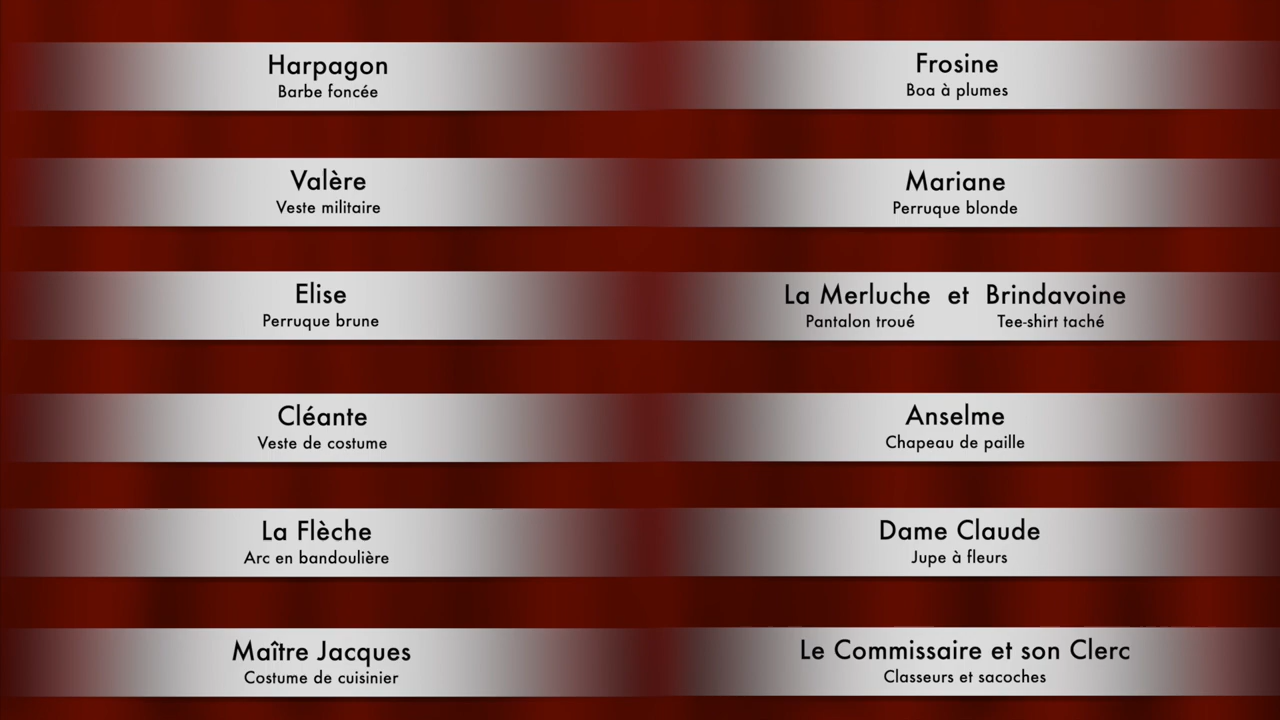 Harpagon
Barbe foncée
Valère
Veste militaire
Elise
Perruque brune
Cléante
Veste de costume
La Flèche
Arc en bandoulière
Maître Jacques
Costume de cuisinier
Frosine
Boa à plumes
Mariane
Perruque blonde
La Merluche et Brindavoine
Pantalon troué Tee-shirt taché
Anselme
Chapeau de paille
Dame Claude
Jupe à fleurs
Le Commissaire et son Clerc
Classeurs et sacoches